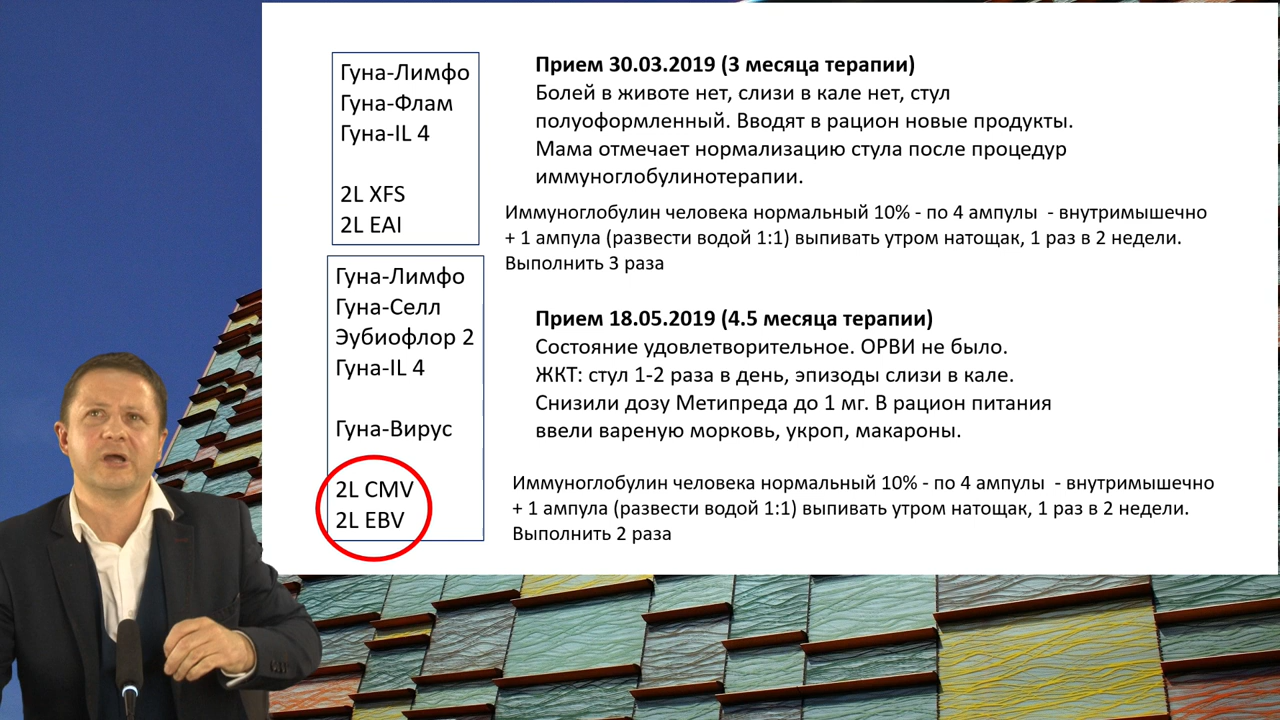 Гуна-Лимфо
Гуна-Флам
Гуна-IL 4
2L XFS
2L EAI
Прием 30.03.2019 (3 месяца терапии)
Болей в животе нет, слизи в кале нет, стул
полуоформленный. Вводят в рацион новые продукты.
Мама отмечает нормализацию стула после процедур
иммуноглобулинотерапии.
Иммуноглобулин человека нормальный 10% - по 4 ампулы - внутримышечно
+ 1 ампула (развести водой 1:1) выпивать утром натощак, 1 раз в 2 недели.
Выполнить 3 раза
Гуна-Лимфо
Гуна-Селл
Эубиофлор 2
Гуна-IL 4
Гуна-Вирус
2L CMV
2L EBV
Прием 18.05.2019 (4.5 месяца терапии)
Состояние удовлетворительное. ОРВИ не было.
ЖКТ: стул 1-2 раза в день, эпизоды слизи в кале.
Снизили дозу Метипреда до 1 мг. В рацион питания
ввели вареную морковь, укроп, макароны.
Иммуноглобулин человека нормальный 10% - по 4 ампулы - внутримышечно
+ 1 ампула (развести водой 1:1) выпивать утром натощак, 1 раз в 2 недели.
Выполнить 2 раза